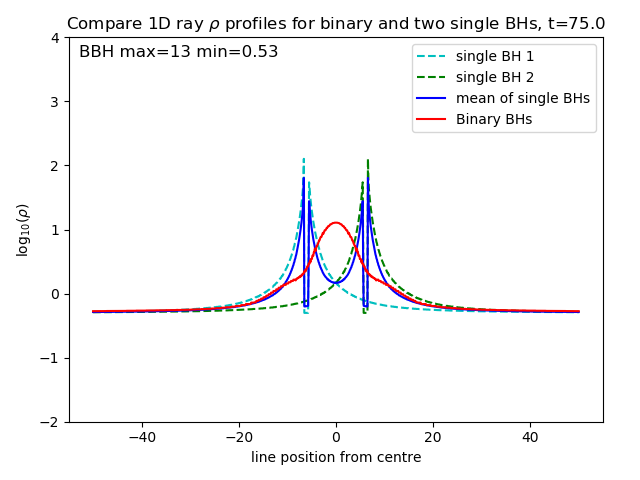 Compare 1D ray ρ profiles for binary and two single BHs, t=75.0
BBH max=13 min=0.53
single BH 1
single BH 2
mean of single BHs
Binary BHs
4
3
2
1
0
−1
−2
log₁₀(ρ)
−40 −20 0 20 40
line position from centre